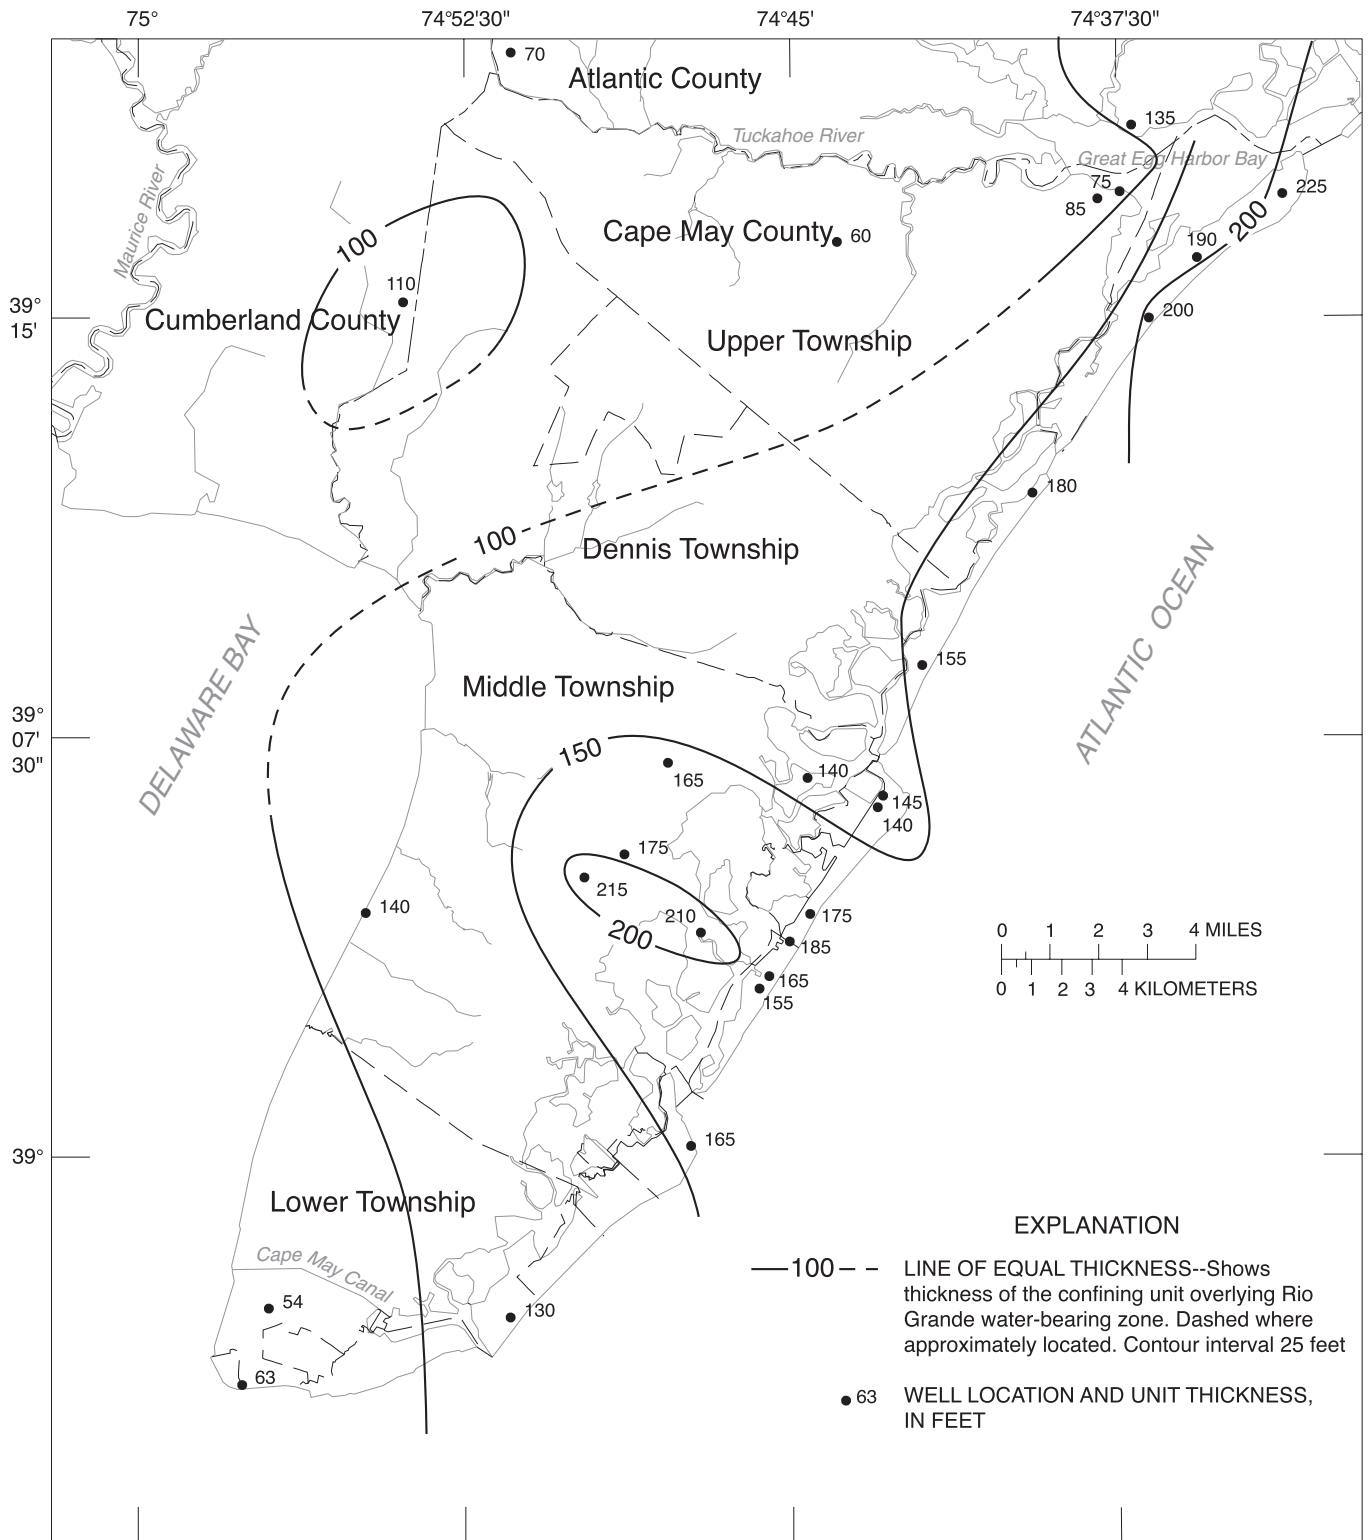 75°
74°52'30"
74°45'
74°37'30"
70
Atlantic County
135
Tuckahoe River
Great Egg Harbor Bay
Maurice River
75
85
225
200
100
Cape May County
60
190
110
39°
15'
Cumberland County
200
Upper Township
180
100
Dennis Township
ATLANTIC OCEAN
DELAWARE BAY
155
Middle Township
39°
07'
30"
150
165
140
145
140
175
215
210
200
140
175
185
165
155
0 1 2 3 4 MILES
0 1 2 3 4 KILOMETERS
165
39°
Lower Township
Cape May Canal
54
130
63
EXPLANATION
100
LINE OF EQUAL THICKNESS--Shows
thickness of the confining unit overlying Rio
Grande water-bearing zone. Dashed where
approximately located. Contour interval 25 feet
63
WELL LOCATION AND UNIT THICKNESS,
IN FEET